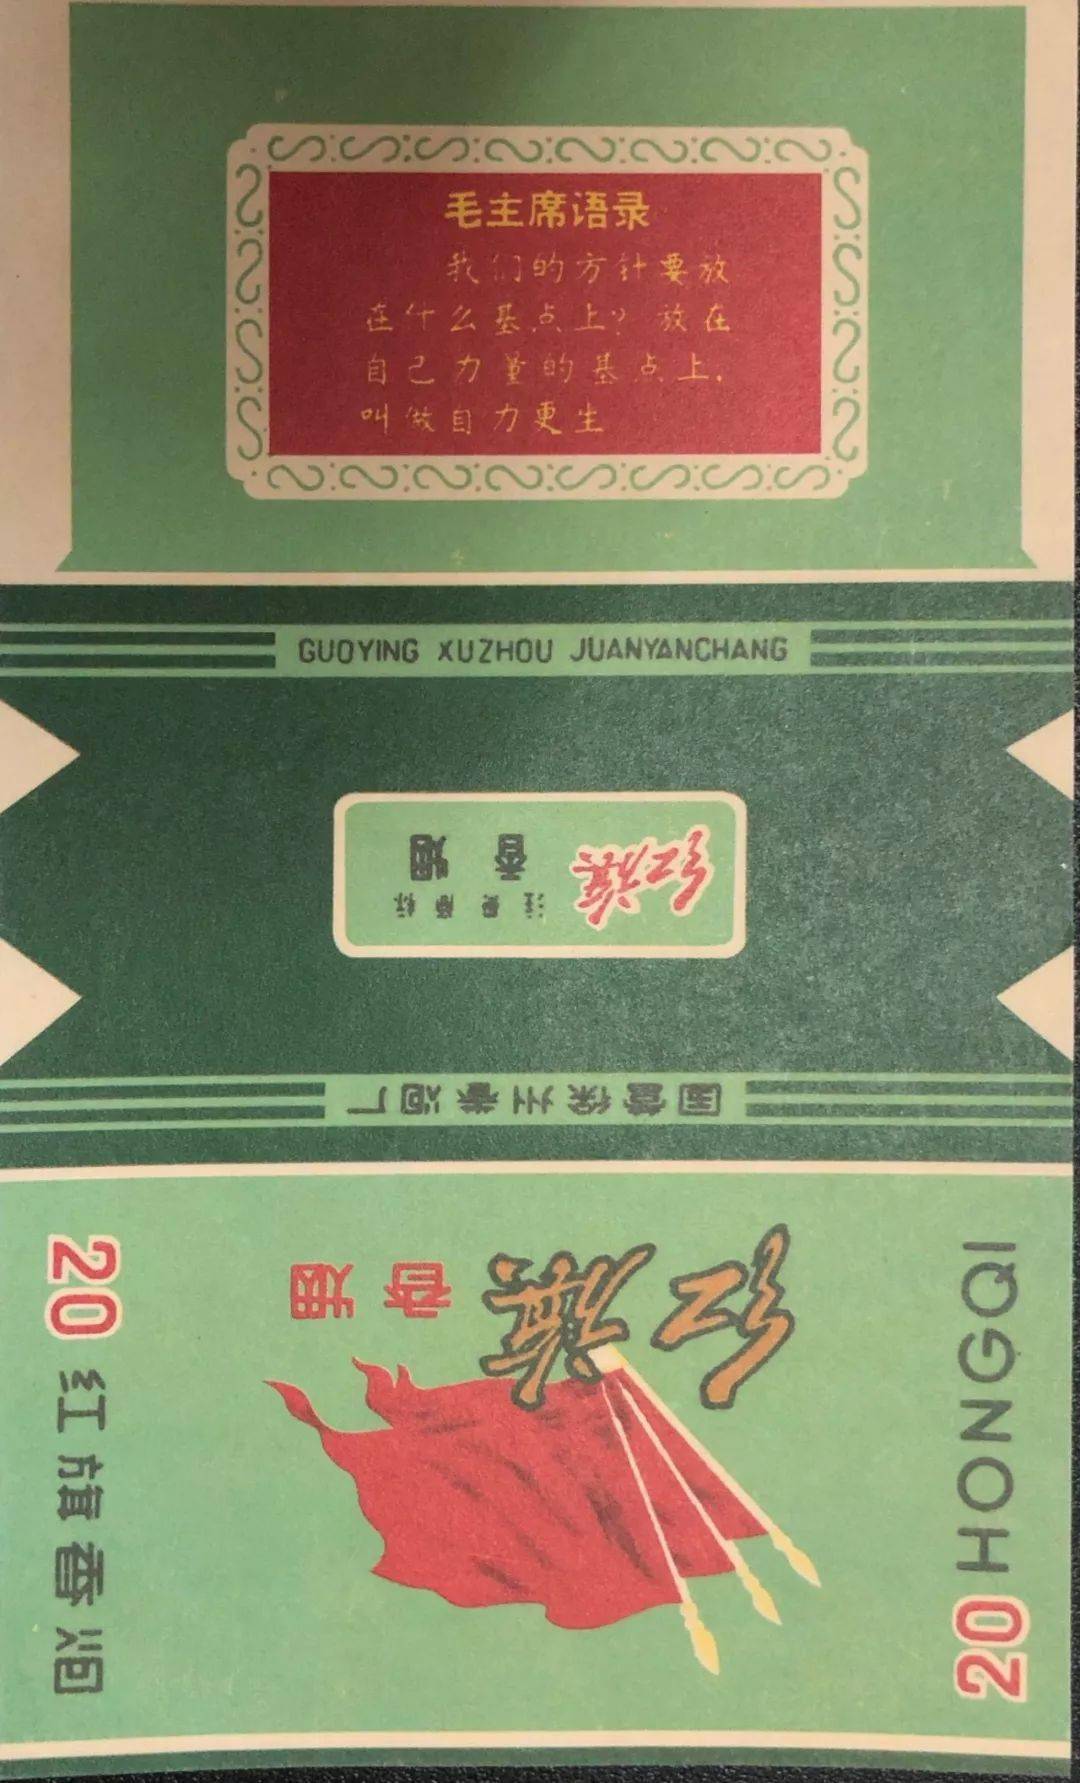 毛主席语录
我们的方针要放
在什么基点上？放在
自己力量的基点上，
叫做自力更生
GUOYING XUZHOU JUANYANCHANG
红旗 香烟
注册商标
国营徐州卷烟厂
红旗
香烟
20 红旗香烟
20 HONGQI